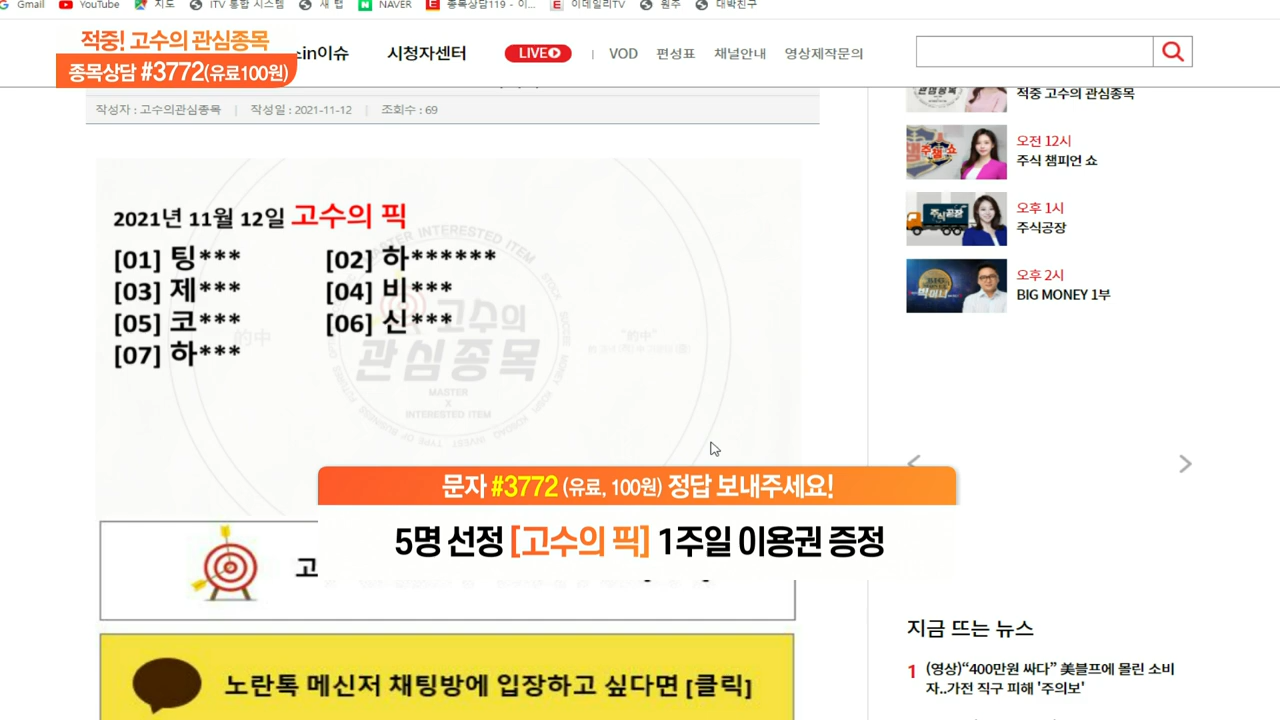 Gmail YouTube 지도 ITV 통합 시스템 새 탭 NAVER 종목상담119 - 이... 이데일리TV 원주 대박친구
적중! 고수의 관심종목
종목상담 #3772(유료100원)
in이슈 시청자센터 LIVE VOD 편성표 채널안내 영상제작문의
작성자 : 고수의관심종목 | 작성일 : 2021-11-12 | 조회수 : 69
적중 고수의 관심종목
오전 12시
주식 챔피언 쇼
오후 1시
주식공장
오후 2시
BIG MONEY 1부
2021년 11월 12일 고수의 픽
[01] 팅*** [02] 하******
[03] 제*** [04] 비***
[05] 코*** [06] 신***
[07] 하***
고수의
관심종목
MASTER
X
INTERESTED ITEM
문자 #3772 (유료, 100원) 정답 보내주세요!
5명 선정 [고수의 픽] 1주일 이용권 증정
고
노란톡 메신저 채팅방에 입장하고 싶다면 [클릭]
지금 뜨는 뉴스
1 (영상)“400만원 싸다” 美블프에 몰린 소비
자..가전 직구 피해 '주의보'